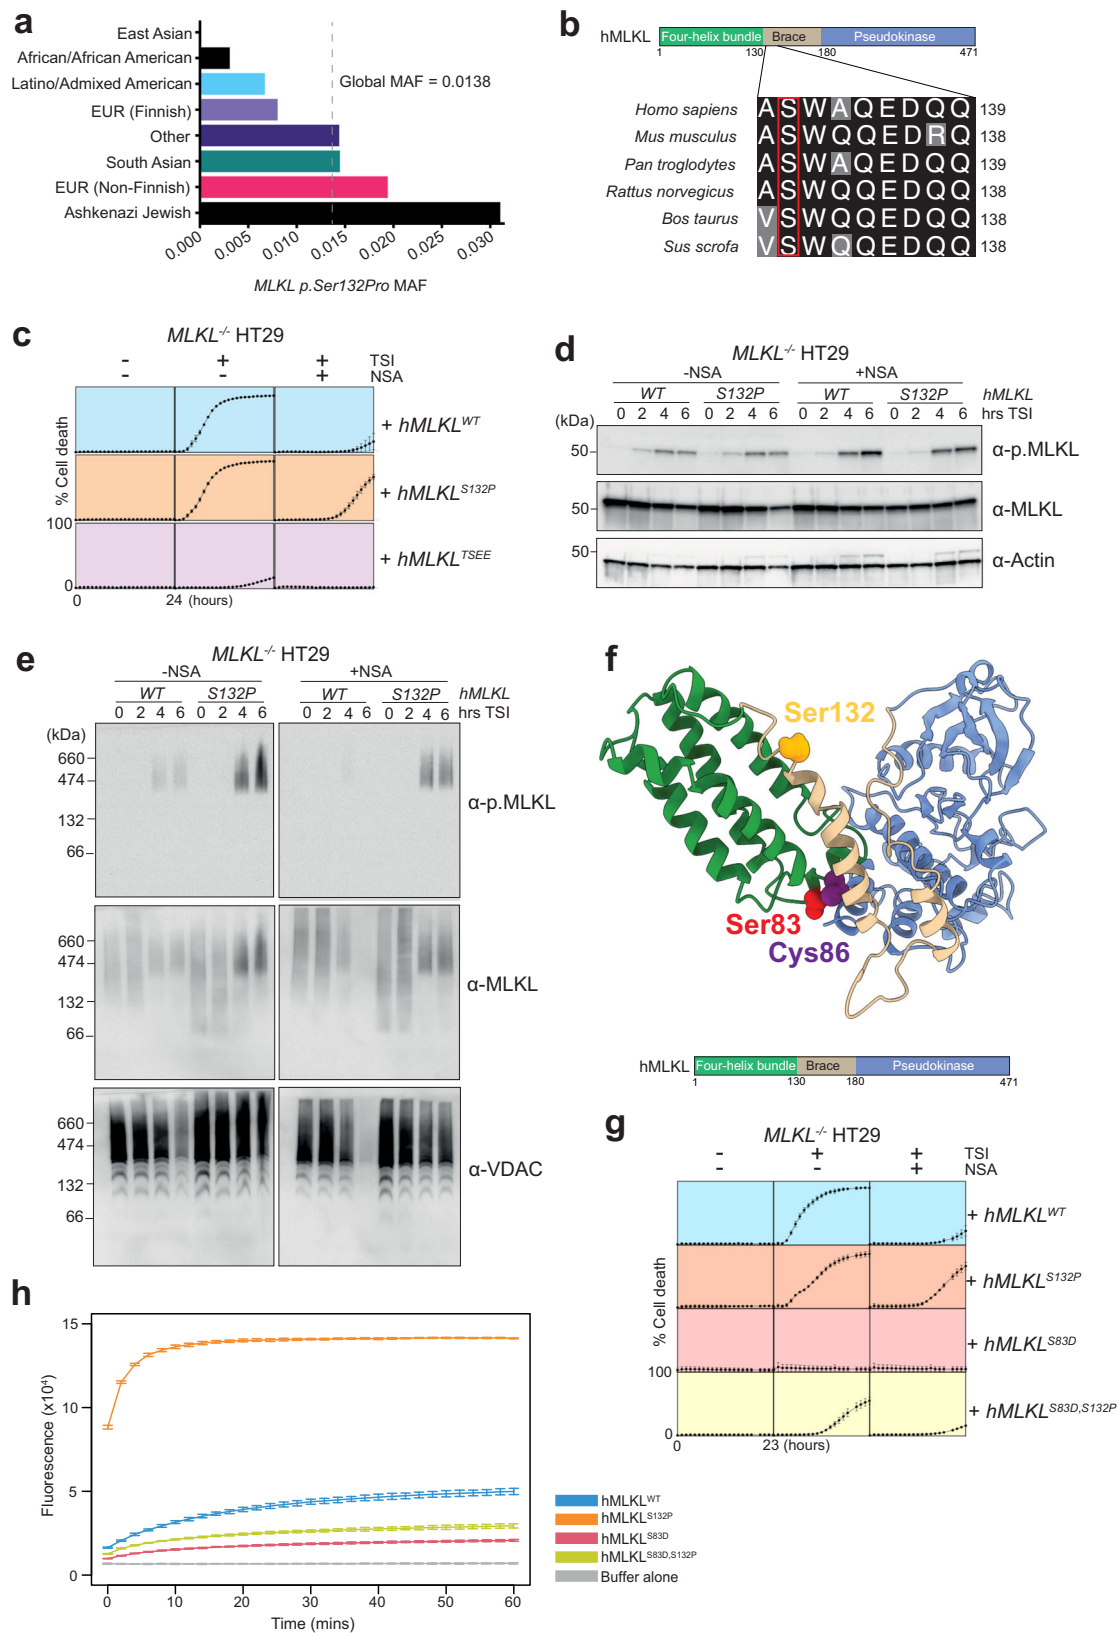 a
East Asian
African/African American
Latino/Admixed American
EUR (Finnish)
Other
South Asian
EUR (Non-Finnish)
Ashkenazi Jewish
Global MAF = 0.0138
0.000 0.005 0.010 0.015 0.020 0.025 0.030
MLKL p.Ser132Pro MAF
b
hMLKL Four-helix bundle Brace Pseudokinase
1 130 180 471
Homo sapiens ASWAQEDQQ 139
Mus musculus ASWQQEDRQ 138
Pan troglodytes ASWAQEDQQ 139
Rattus norvegicus ASWQQEDQQ 138
Bos taurus VSWQQEDQQ 138
Sus scrofa VSWQQEDQQ 138
c
MLKL-/- HT29
- + + TSI
- - + NSA
% Cell death
+ hMLKLWT
+ hMLKLS132P
+ hMLKLTSEE
100
0
0 24 (hours)
d
MLKL-/- HT29
-NSA +NSA
WT S132P WT S132P hMLKL
0 2 4 6 0 2 4 6 0 2 4 6 0 2 4 6 hrs TSI
(kDa)
50 α-p.MLKL
50 α-MLKL
50 α-Actin
e
MLKL-/- HT29
-NSA +NSA
WT S132P WT S132P hMLKL
0 2 4 6 0 2 4 6 0 2 4 6 0 2 4 6 hrs TSI
(kDa)
660
474
132
66
α-p.MLKL
660
474
132
66
α-MLKL
660
474
132
66
α-VDAC
f
Ser132
Ser83
Cys86
hMLKL Four-helix bundle Brace Pseudokinase
1 130 180 471
g
MLKL-/- HT29
- + + TSI
- - + NSA
% Cell death
+ hMLKLWT
+ hMLKLS132P
+ hMLKLS83D
+ hMLKLS83D,S132P
100
0
0 23 (hours)
h
Fluorescence (x10⁴)
15
10
5
0
0 10 20 30 40 50 60
Time (mins)
hMLKLWT
hMLKLS132P
hMLKLS83D
hMLKLS83D,S132P
Buffer alone